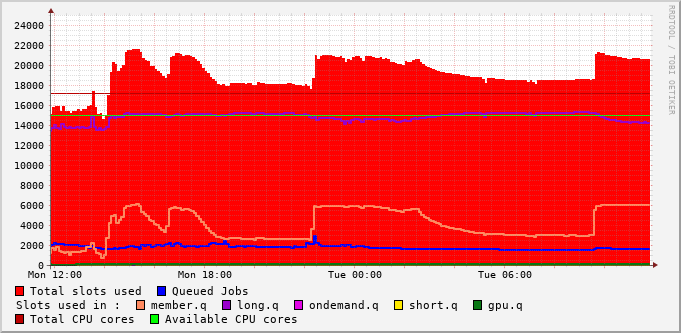 24000
22000
20000
18000
16000
14000
12000
10000
8000
6000
4000
2000
0
Mon 12:00 Mon 18:00 Tue 00:00 Tue 06:00
RRDTOOL / TOBI OETIKER
Total slots used Queued Jobs
Slots used in : member.q long.q ondemand.q short.q gpu.q
Total CPU cores Available CPU cores